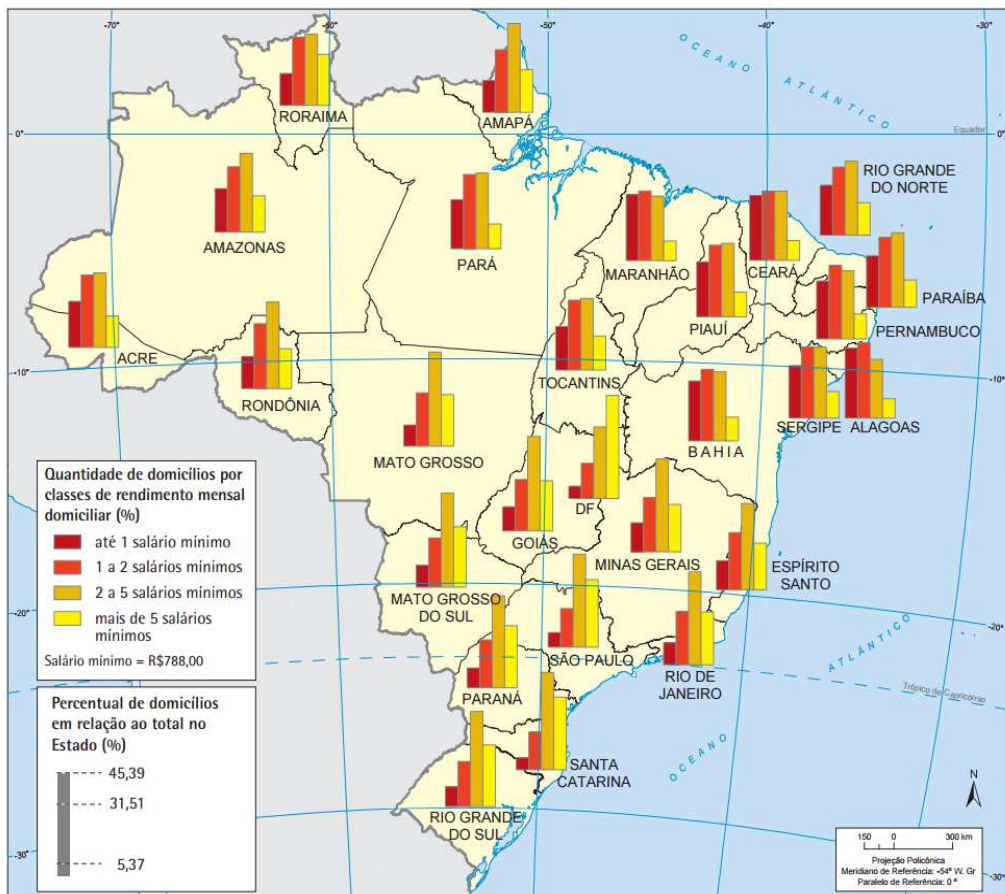 -70°
-60°
-50°
-40°
OCEANO ATLÂNTICO
RORAIMA
AMAPÁ
0°
Equador
RIO GRANDE
DO NORTE
AMAZONAS
PARÁ
MARANHÃO
CEARÁ
PARAÍBA
PIAUÍ
PERNAMBUCO
ACRE
TOCANTINS
-10°
-10°
RONDÔNIA
SERGIPE
ALAGOAS
BAHIA
MATO GROSSO
DF
GOIÁS
MINAS GERAIS
ESPÍRITO
SANTO
MATO GROSSO
DO SUL
-20°
-20°
SÃO PAULO
RIO DE
JANEIRO
OCEANO ATLÂNTICO
Trópico de Capricórnio
PARANÁ
SANTA
CATARINA
RIO GRANDE
DO SUL
-30°
-30°
Quantidade de domicílios por
classes de rendimento mensal
domiciliar (%)
até 1 salário mínimo
1 a 2 salários mínimos
2 a 5 salários mínimos
mais de 5 salários
mínimos
Salário mínimo = R$788,00
Percentual de domicílios
em relação ao total no
Estado (%)
45,39
31,51
5,37
N
150 0 300 km
Projeção Policônica
Meridiano de Referência: -54° W. Gr
Paralelo de Referência: 0 °